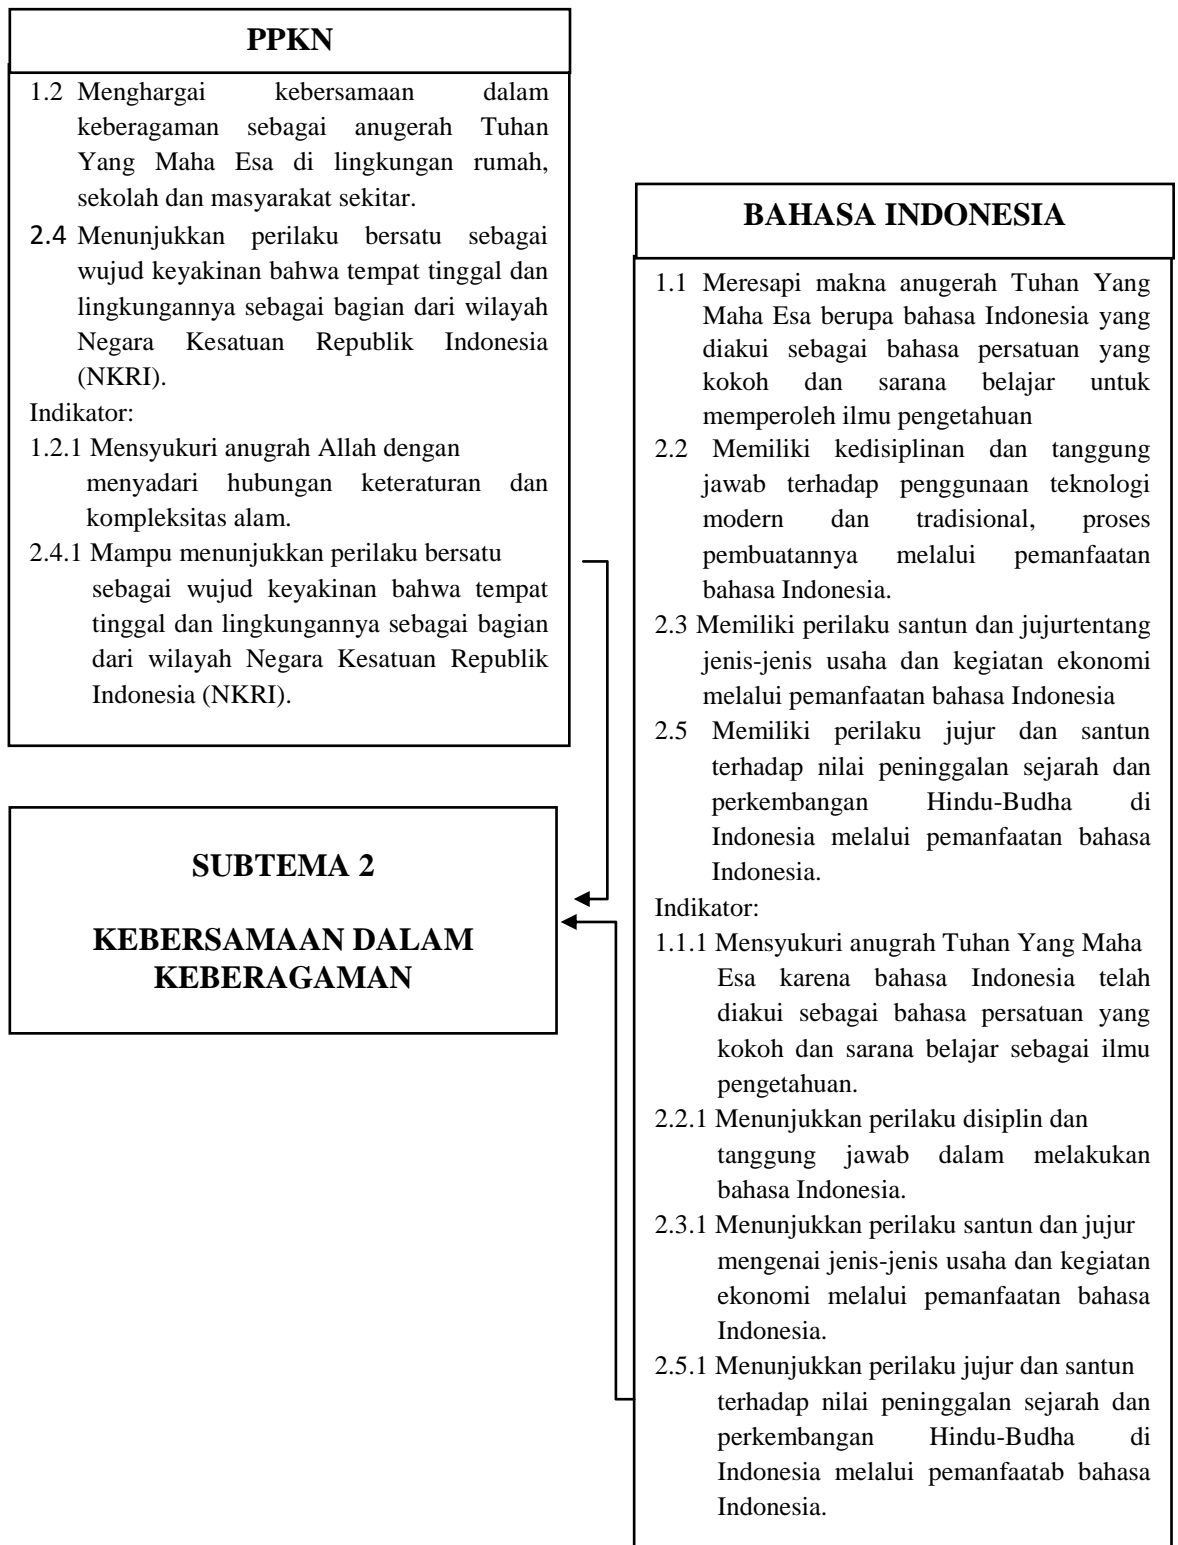 PPKN
1.2 Menghargai kebersamaan dalam
keberagaman sebagai anugerah Tuhan
Yang Maha Esa di lingkungan rumah,
sekolah dan masyarakat sekitar.
2.4 Menunjukkan perilaku bersatu sebagai
wujud keyakinan bahwa tempat tinggal dan
lingkungannya sebagai bagian dari wilayah
Negara Kesatuan Republik Indonesia
(NKRI).
Indikator:
1.2.1 Mensyukuri anugrah Allah dengan
menyadari hubungan keteraturan dan
kompleksitas alam.
2.4.1 Mampu menunjukkan perilaku bersatu
sebagai wujud keyakinan bahwa tempat
tinggal dan lingkungannya sebagai bagian
dari wilayah Negara Kesatuan Republik
Indonesia (NKRI).
SUBTEMA 2
KEBERSAMAAN DALAM
KEBERAGAMAN
BAHASA INDONESIA
1.1 Meresapi makna anugerah Tuhan Yang
Maha Esa berupa bahasa Indonesia yang
diakui sebagai bahasa persatuan yang
kokoh dan sarana belajar untuk
memperoleh ilmu pengetahuan
2.2 Memiliki kedisiplinan dan tanggung
jawab terhadap penggunaan teknologi
modern dan tradisional, proses
pembuatannya melalui pemanfaatan
bahasa Indonesia.
2.3 Memiliki perilaku santun dan jujurtentang
jenis-jenis usaha dan kegiatan ekonomi
melalui pemanfaatan bahasa Indonesia
2.5 Memiliki perilaku jujur dan santun
terhadap nilai peninggalan sejarah dan
perkembangan Hindu-Budha di
Indonesia melalui pemanfaatan bahasa
Indonesia.
Indikator:
1.1.1 Mensyukuri anugrah Tuhan Yang Maha
Esa karena bahasa Indonesia telah
diakui sebagai bahasa persatuan yang
kokoh dan sarana belajar sebagai ilmu
pengetahuan.
2.2.1 Menunjukkan perilaku disiplin dan
tanggung jawab dalam melakukan
bahasa Indonesia.
2.3.1 Menunjukkan perilaku santun dan jujur
mengenai jenis-jenis usaha dan kegiatan
ekonomi melalui pemanfaatan bahasa
Indonesia.
2.5.1 Menunjukkan perilaku jujur dan santun
terhadap nilai peninggalan sejarah dan
perkembangan Hindu-Budha di
Indonesia melalui pemanfaatab bahasa
Indonesia.